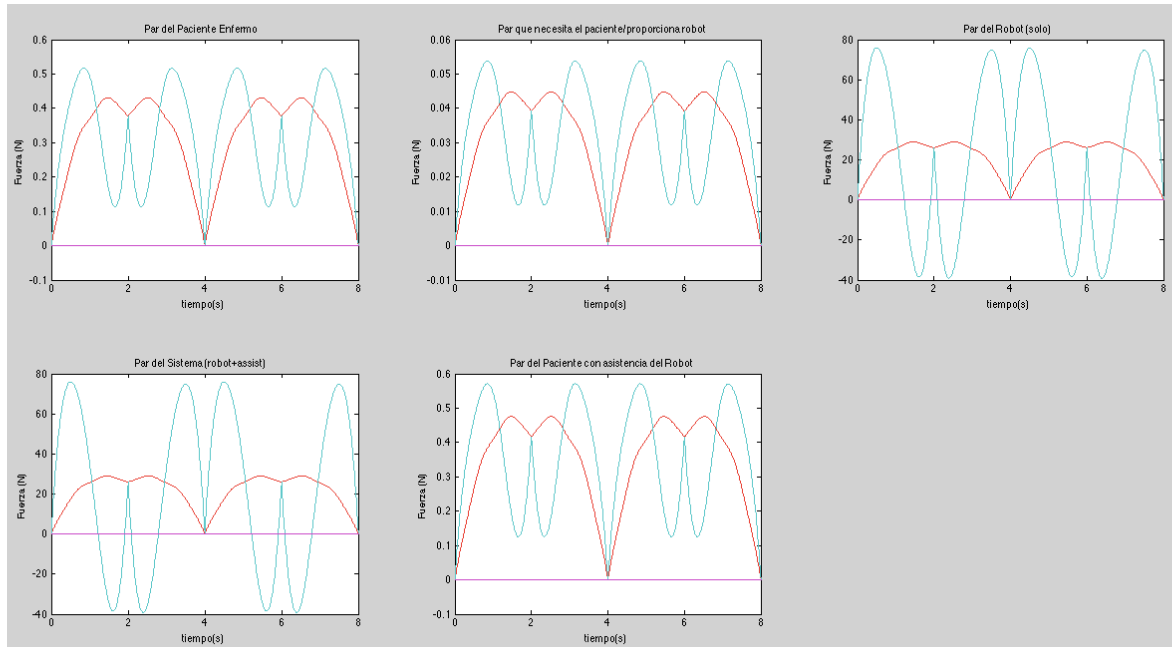 Par del Paciente Enfermo
0.6
0.5
0.4
0.3
0.2
0.1
0
-0.1
Fuerza (N)
0 2 4 6 8
tiempo(s)
Par que necesita el paciente/proporciona robot
0.06
0.05
0.04
0.03
0.02
0.01
0
-0.01
Fuerza (N)
0 2 4 6 8
tiempo(s)
Par del Robot (solo)
80
60
40
20
0
-20
-40
Fuerza (N)
0 2 4 6 8
tiempo(s)
Par del Sistema (robot+assist)
80
60
40
20
0
-20
-40
Fuerza (N)
0 2 4 6 8
tiempo(s)
Par del Paciente con asistencia del Robot
0.6
0.5
0.4
0.3
0.2
0.1
0
-0.1
Fuerza (N)
0 2 4 6 8
tiempo(s)